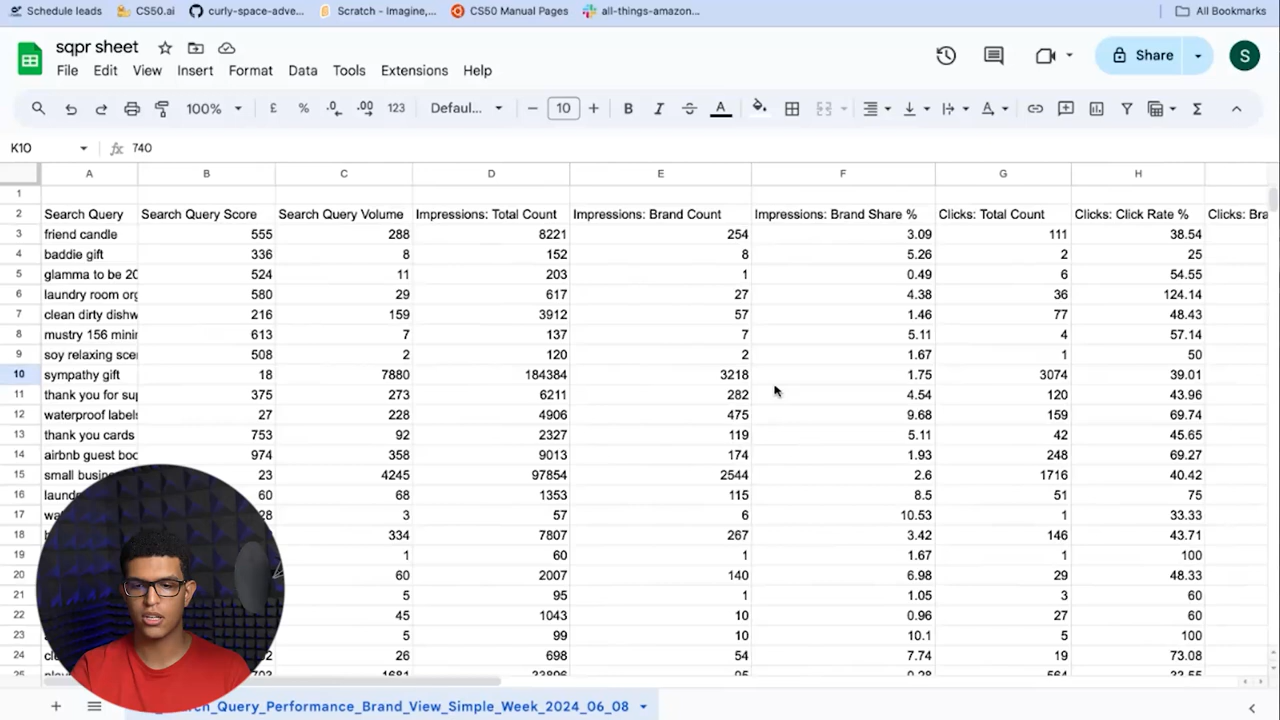 Schedule leads CS50.ai curly-space-adve... Scratch - Imagine,... CS50 Manual Pages all-things-amazon... All Bookmarks
sqpr sheet
File Edit View Insert Format Data Tools Extensions Help
Share S
100% £ % .0 .00 123 Defaul... 10 B I A
K10 740
A B C D E F G H
1
2 Search Query Search Query Score Search Query Volume Impressions: Total Count Impressions: Brand Count Impressions: Brand Share % Clicks: Total Count Clicks: Click Rate % Clicks: Bra
3 friend candle 555 288 8221 254 3.09 111 38.54
4 baddie gift 336 8 152 8 5.26 2 25
5 glamma to be 20 524 11 203 1 0.49 6 54.55
6 laundry room org 580 29 617 27 4.38 36 124.14
7 clean dirty dishw 216 159 3912 57 1.46 77 48.43
8 mustry 156 minin 613 7 137 7 5.11 4 57.14
9 soy relaxing sce 508 2 120 2 1.67 1 50
10 sympathy gift 18 7880 184384 3218 1.75 3074 39.01
11 thank you for sup 375 273 6211 282 4.54 120 43.96
12 waterproof labels 27 228 4906 475 9.68 159 69.74
13 thank you cards 753 92 2327 119 5.11 42 45.65
14 airbnb guest boo 974 358 9013 174 1.93 248 69.27
15 small busin 23 4245 97854 2544 2.6 1716 40.42
16 laund 60 68 1353 115 8.5 51 75
17 wa 28 3 57 6 10.53 1 33.33
18 334 7807 267 3.42 146 43.71
19 1 60 1 1.67 1 100
20 60 2007 140 6.98 29 48.33
21 5 95 1 1.05 3 60
22 45 1043 10 0.96 27 60
23 5 99 10 10.1 5 100
24 26 698 54 7.74 19 73.08
Search_Query_Performance_Brand_View_Simple_Week_2024_06_08